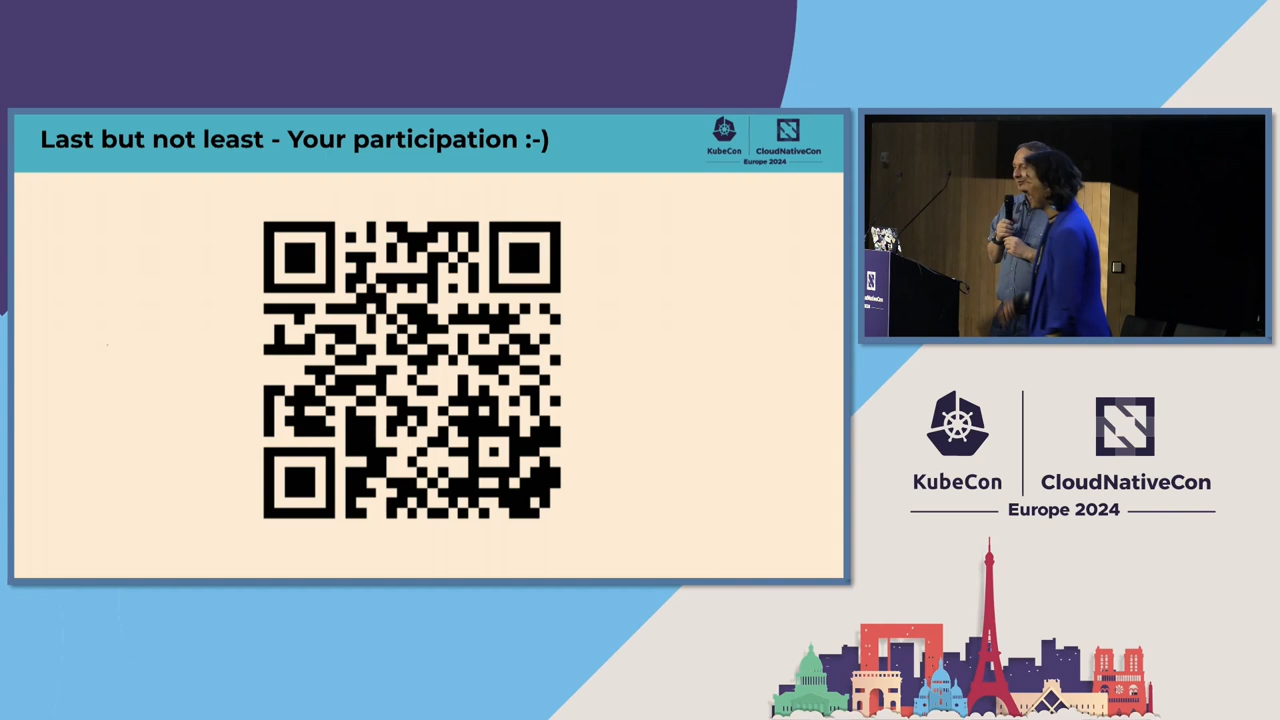 Last but not least - Your participation :-)
KubeCon
CloudNativeCon
Europe 2024
KubeCon
CloudNativeCon
Europe 2024